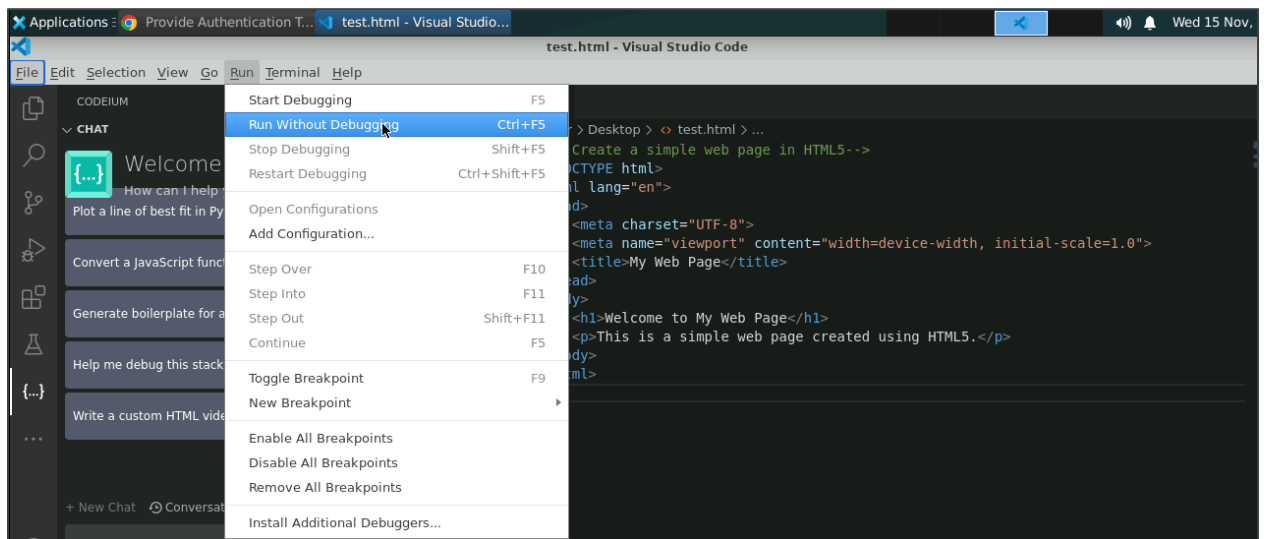 Applications : Provide Authentication T... test.html - Visual Studio... Wed 15 Nov,
test.html - Visual Studio Code
File Edit Selection View Go Run Terminal Help
CODEIUM
CHAT
{...} Welcome
How can I help
Plot a line of best fit in Py
Convert a JavaScript funct
Generate boilerplate for a
Help me debug this stack
Write a custom HTML vide
+ New Chat Conversat
{...}
...
Start Debugging F5
Run Without Debugging Ctrl+F5
Stop Debugging Shift+F5
Restart Debugging Ctrl+Shift+F5
Open Configurations
Add Configuration...
Step Over F10
Step Into F11
Step Out Shift+F11
Continue F5
Toggle Breakpoint F9
New Breakpoint
Enable All Breakpoints
Disable All Breakpoints
Remove All Breakpoints
Install Additional Debuggers...
r > Desktop > <> test.html > ...
Create a simple web page in HTML5-->
OCTYPE html>
ml lang="en">
ad>
<meta charset="UTF-8">
<meta name="viewport" content="width=device-width, initial-scale=1.0">
<title>My Web Page</title>
ead>
dy>
<h1>Welcome to My Web Page</h1>
<p>This is a simple web page created using HTML5.</p>
ody>
tml>